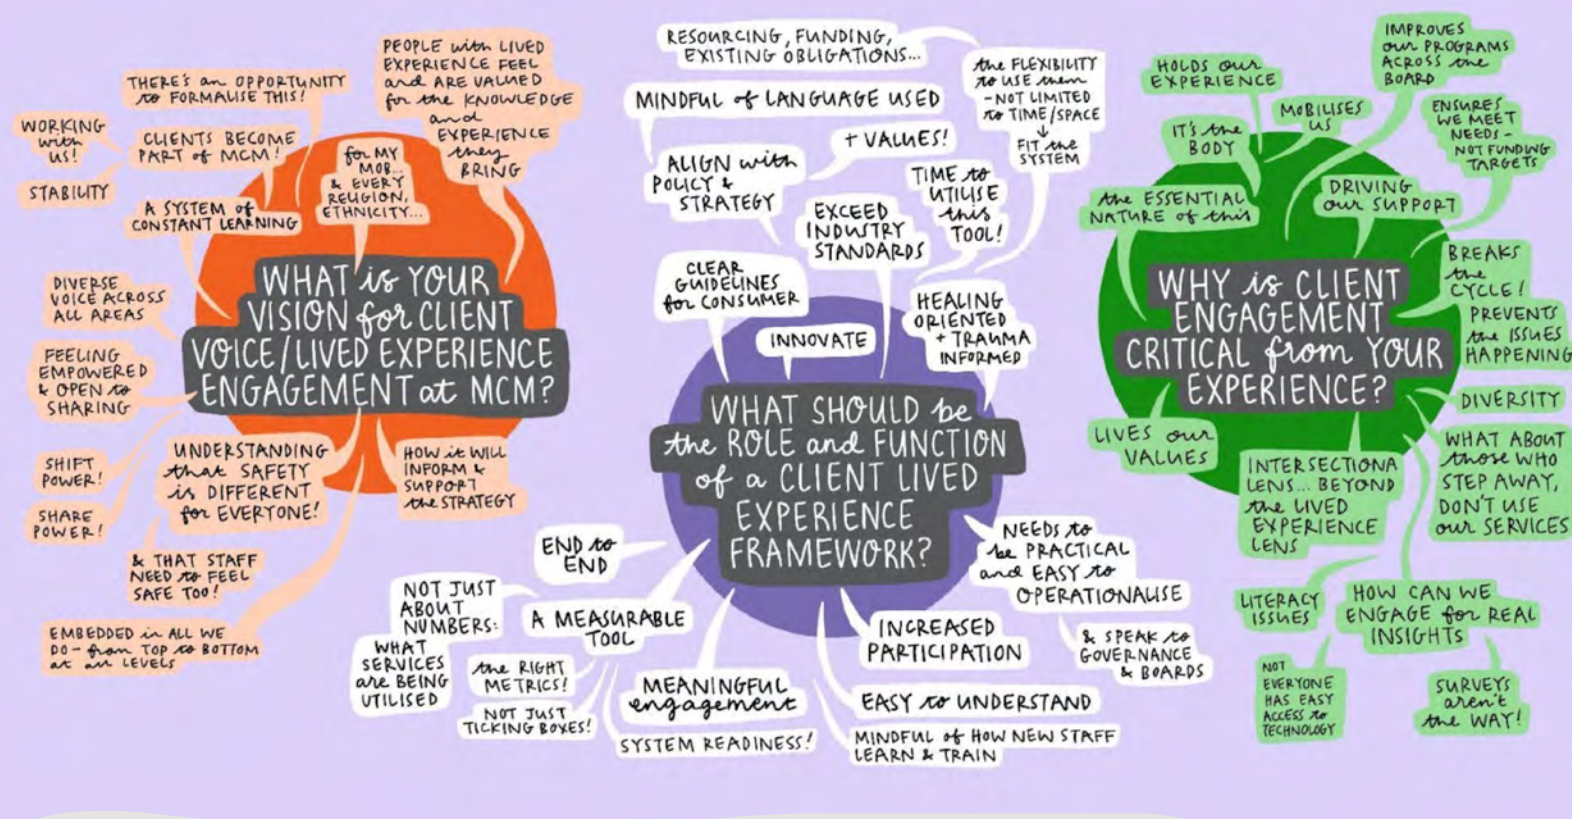 PEOPLE with LIVED
EXPERIENCE FEEL
and ARE VALUED
for the KNOWLEDGE
and
EXPERIENCE
they
BRING
THERE'S an OPPORTUNITY
to FORMALISE THIS!
WORKING
with
US!
CLIENTS BECOME
PART of MCM!
STABILITY
for MY
MOB...
& EVERY
RELIGION,
ETHNICITY...
A SYSTEM of
CONSTANT LEARNING
WHAT is YOUR
VISION for CLIENT
VOICE/LIVED EXPERIENCE
ENGAGEMENT at MCM?
DIVERSE
VOICE ACROSS
ALL AREAS
FEELING
EMPOWERED
& OPEN to
SHARING
SHIFT
POWER!
SHARE
POWER!
UNDERSTANDING
that SAFETY
is DIFFERENT
for EVERYONE!
& THAT STAFF
NEED to FEEL
SAFE TOO!
HOW it WILL
INFORM &
SUPPORT
the STRATEGY
EMBEDDED in ALL WE
DO - from TOP to BOTTOM
at all LEVELS
RESOURCING, FUNDING,
EXISTING OBLIGATIONS...
the FLEXIBILITY
to USE them
- NOT LIMITED
to TIME/SPACE
↓
FIT the
SYSTEM
MINDFUL of LANGUAGE USED
+ VALUES!
ALIGN with
POLICY &
STRATEGY
TIME to
UTILISE
this
TOOL!
EXCEED
INDUSTRY
STANDARDS
CLEAR
GUIDELINES
for CONSUMER
INNOVATE
HEALING
ORIENTED
+ TRAUMA
INFORMED
WHAT SHOULD be
the ROLE and FUNCTION
of a CLIENT LIVED
EXPERIENCE
FRAMEWORK?
END to
END
NOT JUST
ABOUT
NUMBERS:
WHAT
SERVICES
are BEING
UTILISED
A MEASURABLE
TOOL
the RIGHT
METRICS!
NOT JUST
TICKING BOXES!
SYSTEM READINESS!
MEANINGFUL
engagement
NEEDS to
be PRACTICAL
and EASY to
OPERATIONALISE
& SPEAK to
GOVERNANCE
& BOARDS
INCREASED
PARTICIPATION
EASY to UNDERSTAND
MINDFUL of HOW NEW STAFF
LEARN & TRAIN
IMPROVES
our PROGRAMS
ACROSS the
BOARD
HOLDS our
EXPERIENCE
MOBILISES
US
ENSURES
WE MEET
NEEDS -
NOT FUNDING
TARGETS
IT'S the
BODY
the ESSENTIAL
NATURE of this
DRIVING
our SUPPORT
WHY is CLIENT
ENGAGEMENT
CRITICAL from YOUR
EXPERIENCE?
BREAKS
the
CYCLE!
PREVENTS
the ISSUES
HAPPENING
DIVERSITY
LIVES our
VALUES
INTERSECTIONA
LENS... BEYOND
the LIVED
EXPERIENCE
LENS
WHAT ABOUT
those WHO
STEP AWAY,
DON'T USE
our SERVICES
LITERACY
ISSUES
HOW CAN WE
ENGAGE for REAL
INSIGHTS
NOT
EVERYONE
HAS EASY
ACCESS to
TECHNOLOGY
SURVEYS
aren't
the WAY!